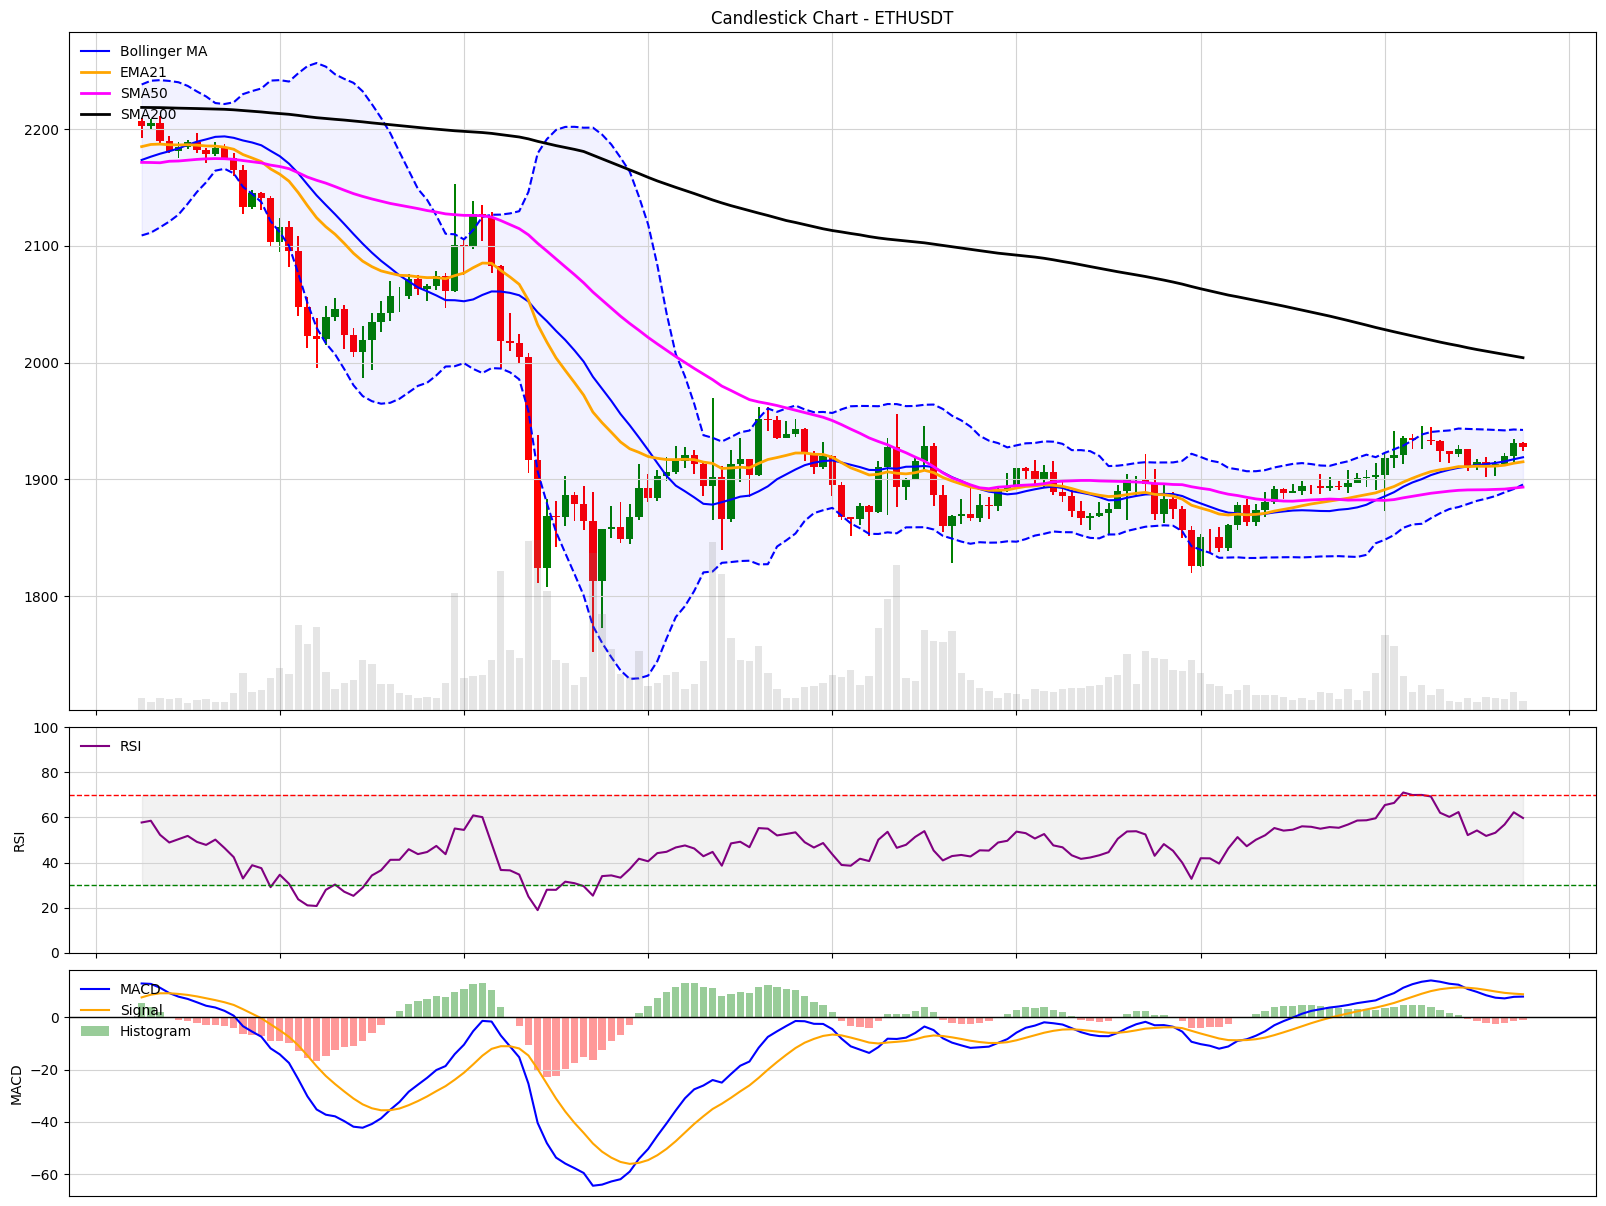 Candlestick Chart - ETHUSDT
Bollinger MA
EMA21
SMA50
SMA200
2200
2100
2000
1900
1800
100
80
60
40
20
0
RSI
RSI
0
−20
−40
−60
MACD
MACD
Signal
Histogram